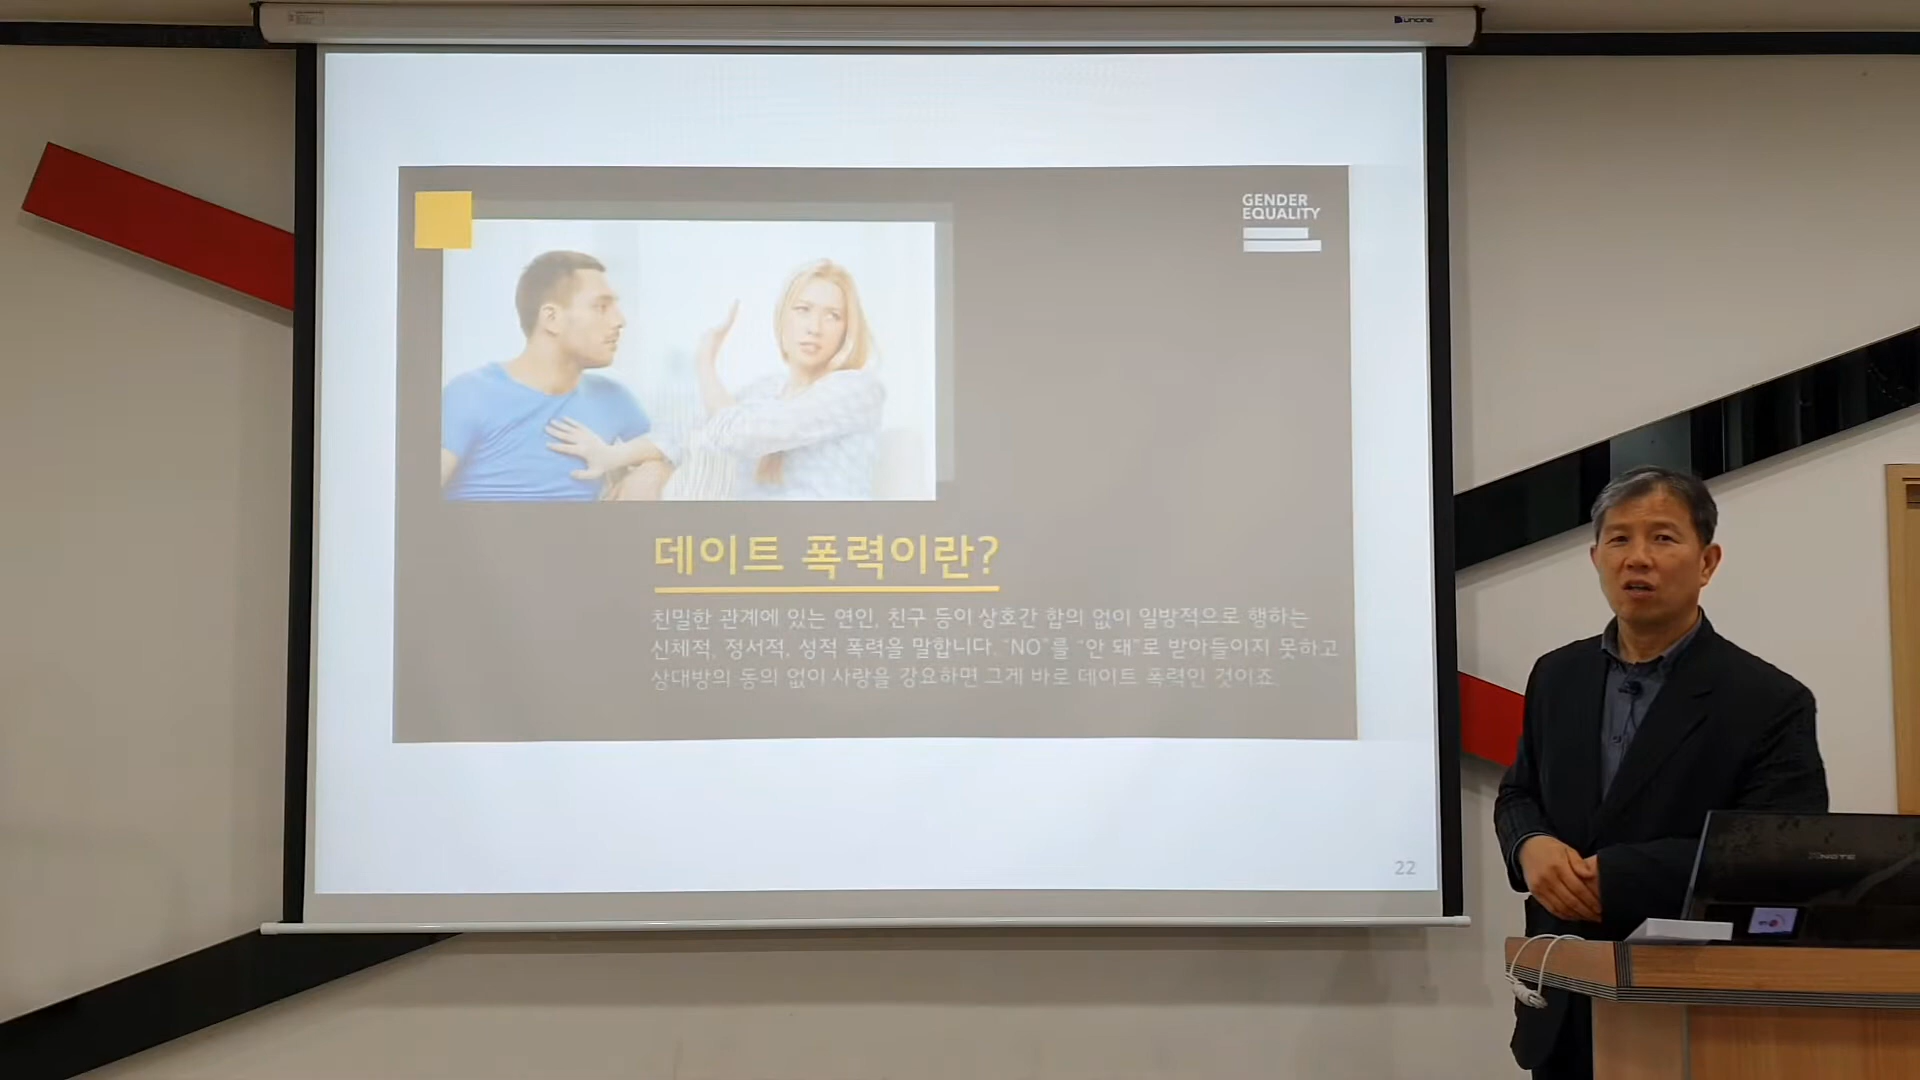 GENDER
EQUALITY
데이트 폭력이란?
친밀한 관계에 있는 연인, 친구 등이 상호간 합의 없이 일방적으로 행하는
신체적, 정서적, 성적 폭력을 말합니다. "NO"를 "안 돼"로 받아들이지 못하고
상대방의 동의 없이 사랑을 강요하면 그게 바로 데이트 폭력인 것이죠.
22
XNOTE